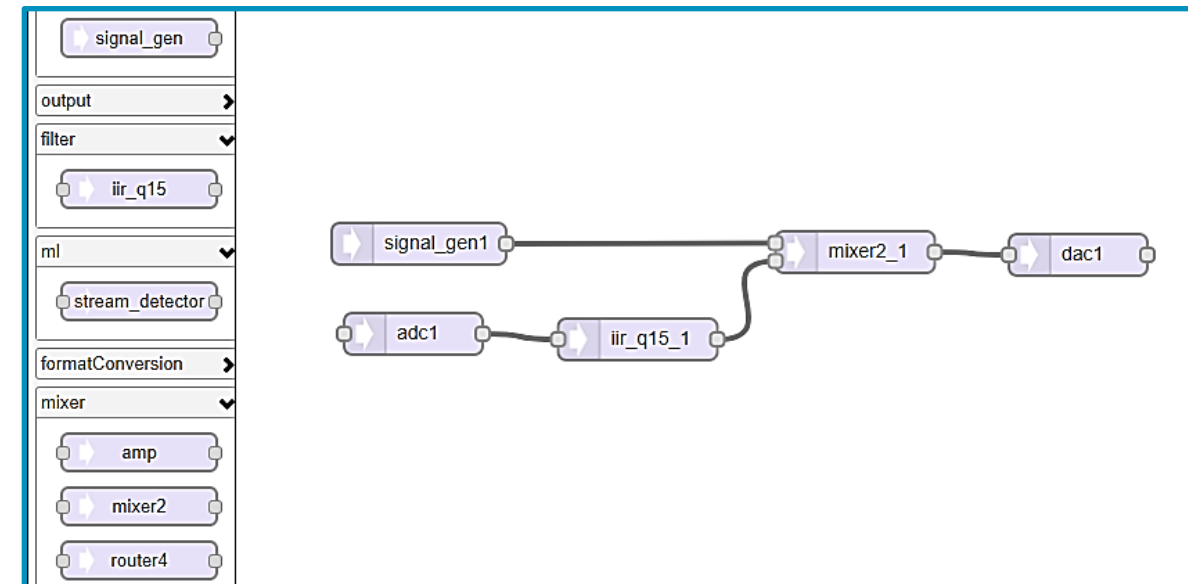 signal_gen
output
filter
iir_q15
ml
stream_detector
formatConversion
mixer
amp
mixer2
router4
signal_gen1
mixer2_1
dac1
adc1
iir_q15_1